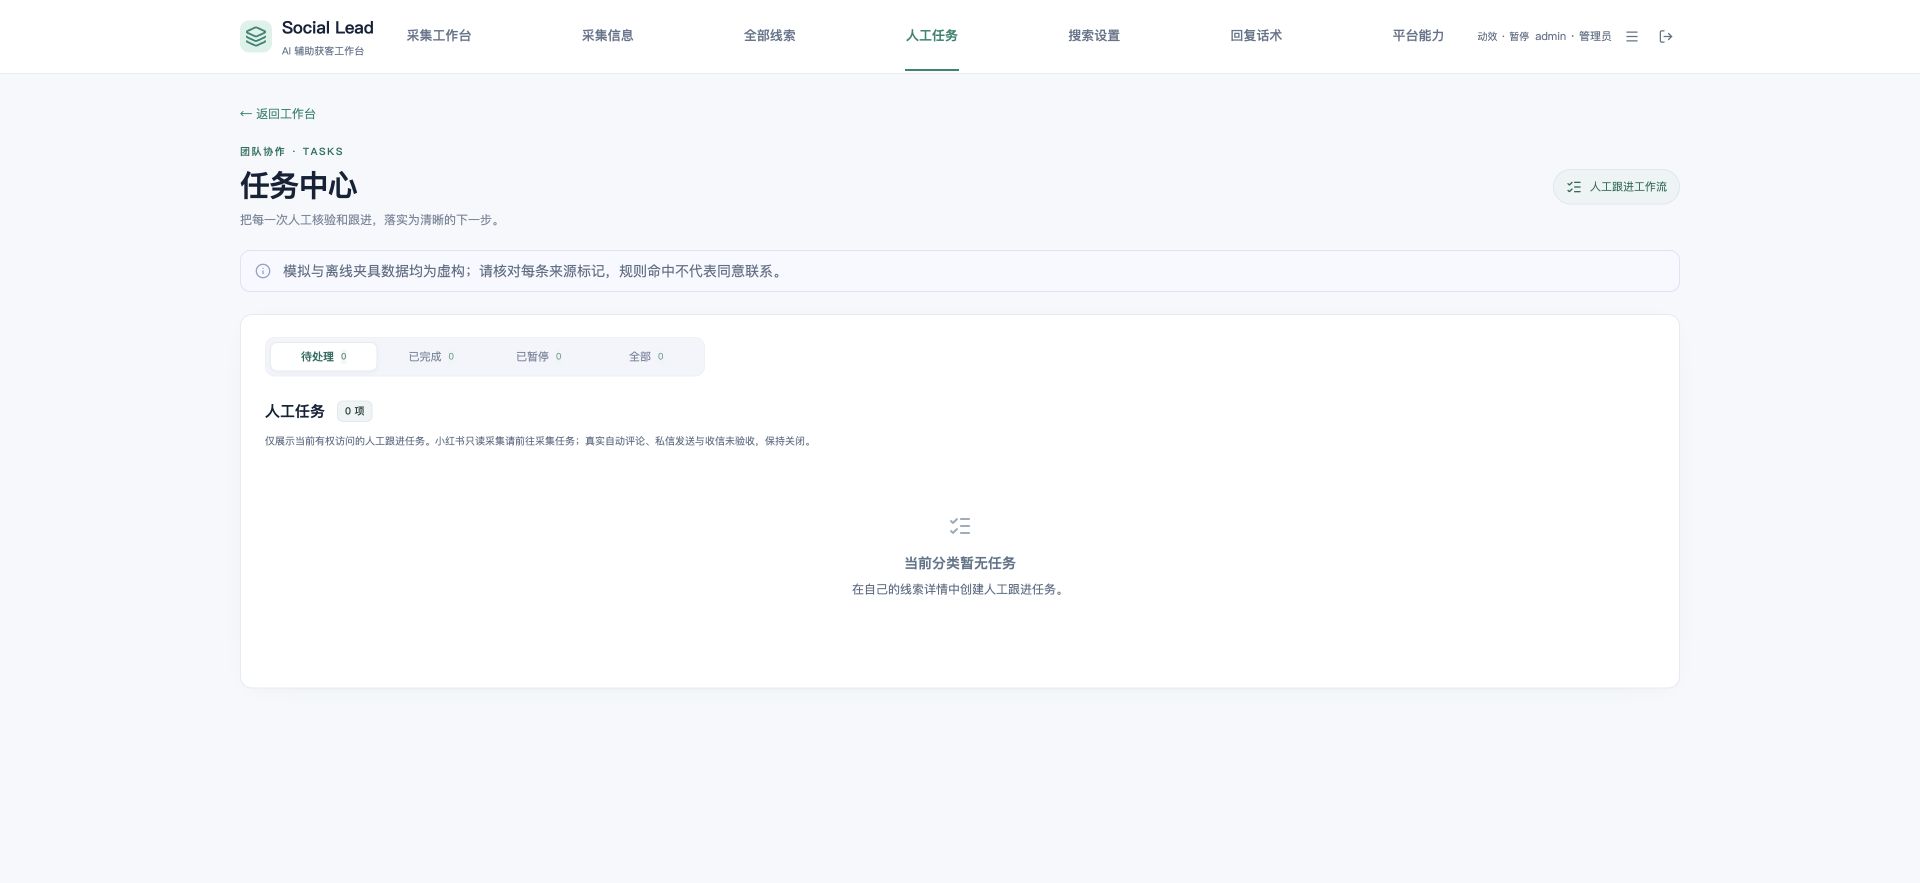 Social Lead
AI 辅助获客工作台
采集工作台
采集信息
全部线索
人工任务
搜索设置
回复话术
平台能力
动效 · 暂停 admin · 管理员
← 返回工作台
团队协作 · TASKS
任务中心
把每一次人工核验和跟进，落实为清晰的下一步。
人工跟进工作流
模拟与离线夹具数据均为虚构；请核对每条来源标记，规则命中不代表同意联系。
待处理 0
已完成 0
已暂停 0
全部 0
人工任务 0 项
仅展示当前有权访问的人工跟进任务。小红书只读采集请前往采集任务；真实自动评论、私信发送与收信未验收，保持关闭。
当前分类暂无任务
在自己的线索详情中创建人工跟进任务。